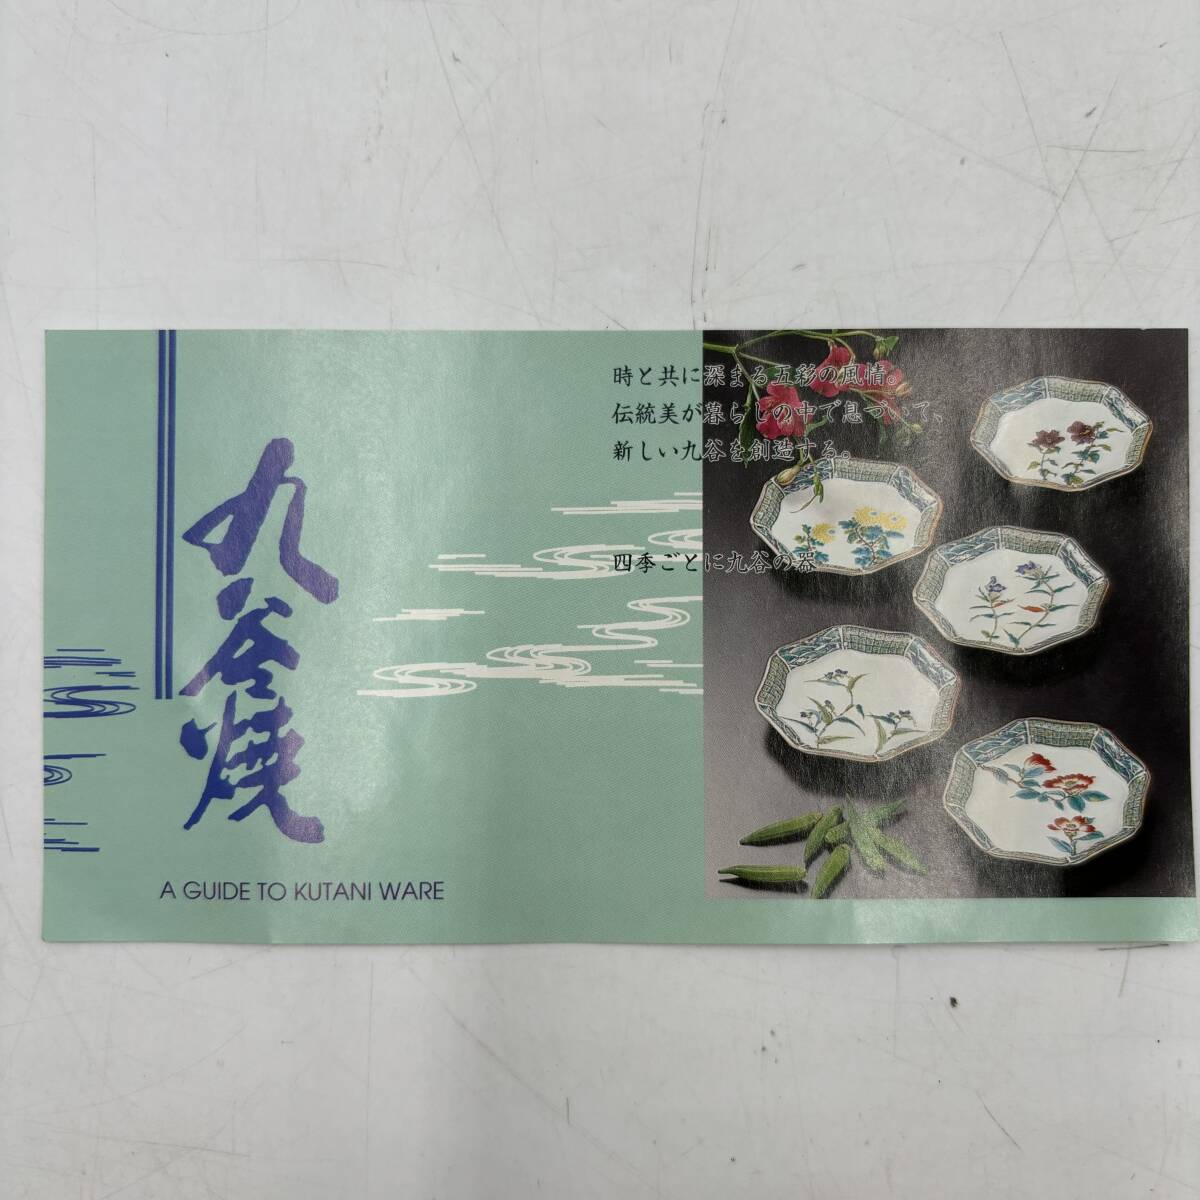 九谷焼
A GUIDE TO KUTANI WARE
時と共に深まる五彩の風情。
伝統美が暮らしの中で息づいて、
新しい九谷を創造する。
四季ごとに九谷の器